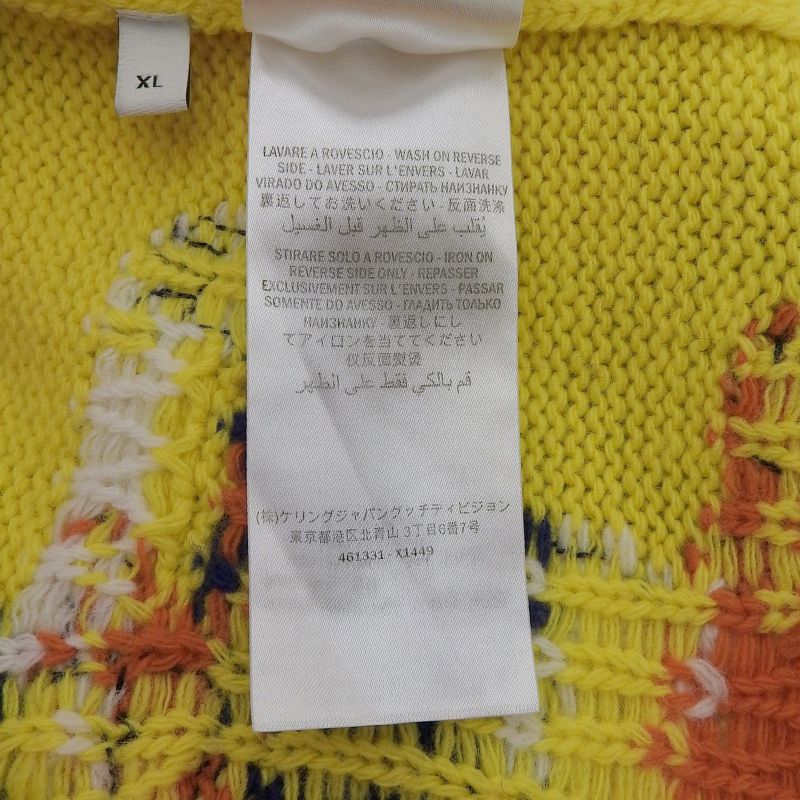 XL
LAVARE A ROVESCIO - WASH ON REVERSE
SIDE - LAVER SUR L'ENVERS - LAVAR
VIRADO DO AVESSO - СТИРАТЬ НАИЗНАНКУ
裏返してお洗いください - 反面洗涤
يُقلب على الظهر قبل الغسيل
STIRARE SOLO A ROVESCIO - IRON ON
REVERSE SIDE ONLY - REPASSER
EXCLUSIVEMENT SUR L'ENVERS - PASSAR
SOMENTE DO AVESSO - ГЛАДИТЬ ТОЛЬКО
НАИЗНАНКУ - 裏返しにし
てアイロンを当ててください
仅反面熨烫
قم بالكي فقط على الظهر
(株)ケリングジャパングッチディビジョン
東京都港区北青山3丁目6番7号
461331 - X1449